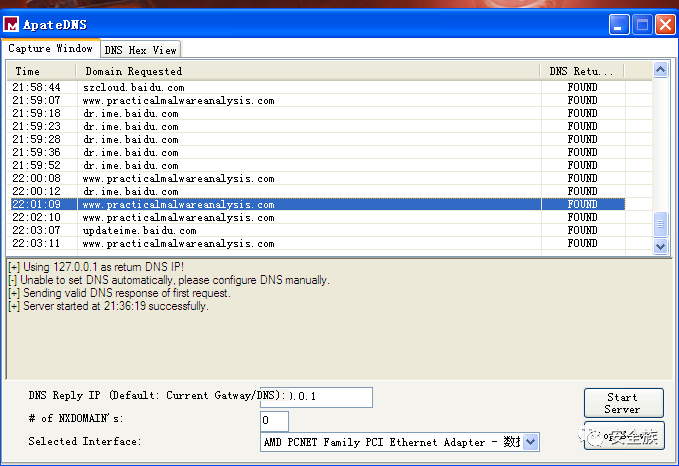 ApateDNS
Capture Window DNS Hex View
Time Domain Requested DNS Retu...
21:58:44 szcloud.baidu.com FOUND
21:59:07 www.practicalmalwareanalysis.com FOUND
21:59:18 dr.ime.baidu.com FOUND
21:59:23 dr.ime.baidu.com FOUND
21:59:28 dr.ime.baidu.com FOUND
21:59:36 dr.ime.baidu.com FOUND
21:59:52 dr.ime.baidu.com FOUND
22:00:08 www.practicalmalwareanalysis.com FOUND
22:00:12 dr.ime.baidu.com FOUND
22:01:09 www.practicalmalwareanalysis.com FOUND
22:02:10 www.practicalmalwareanalysis.com FOUND
22:03:07 updateime.baidu.com FOUND
22:03:11 www.practicalmalwareanalysis.com FOUND
[+] Using 127.0.0.1 as return DNS IP!
[-] Unable to set DNS automatically, please configure DNS manually.
[+] Sending valid DNS response of first request.
[+] Server started at 21:36:19 successfully.
DNS Reply IP (Default: Current Gatway/DNS): .0.1
# of NXDOMAIN's: 0
Selected Interface: AMD PCNET Family PCI Ethernet Adapter - 数据
Start
Server
安全族